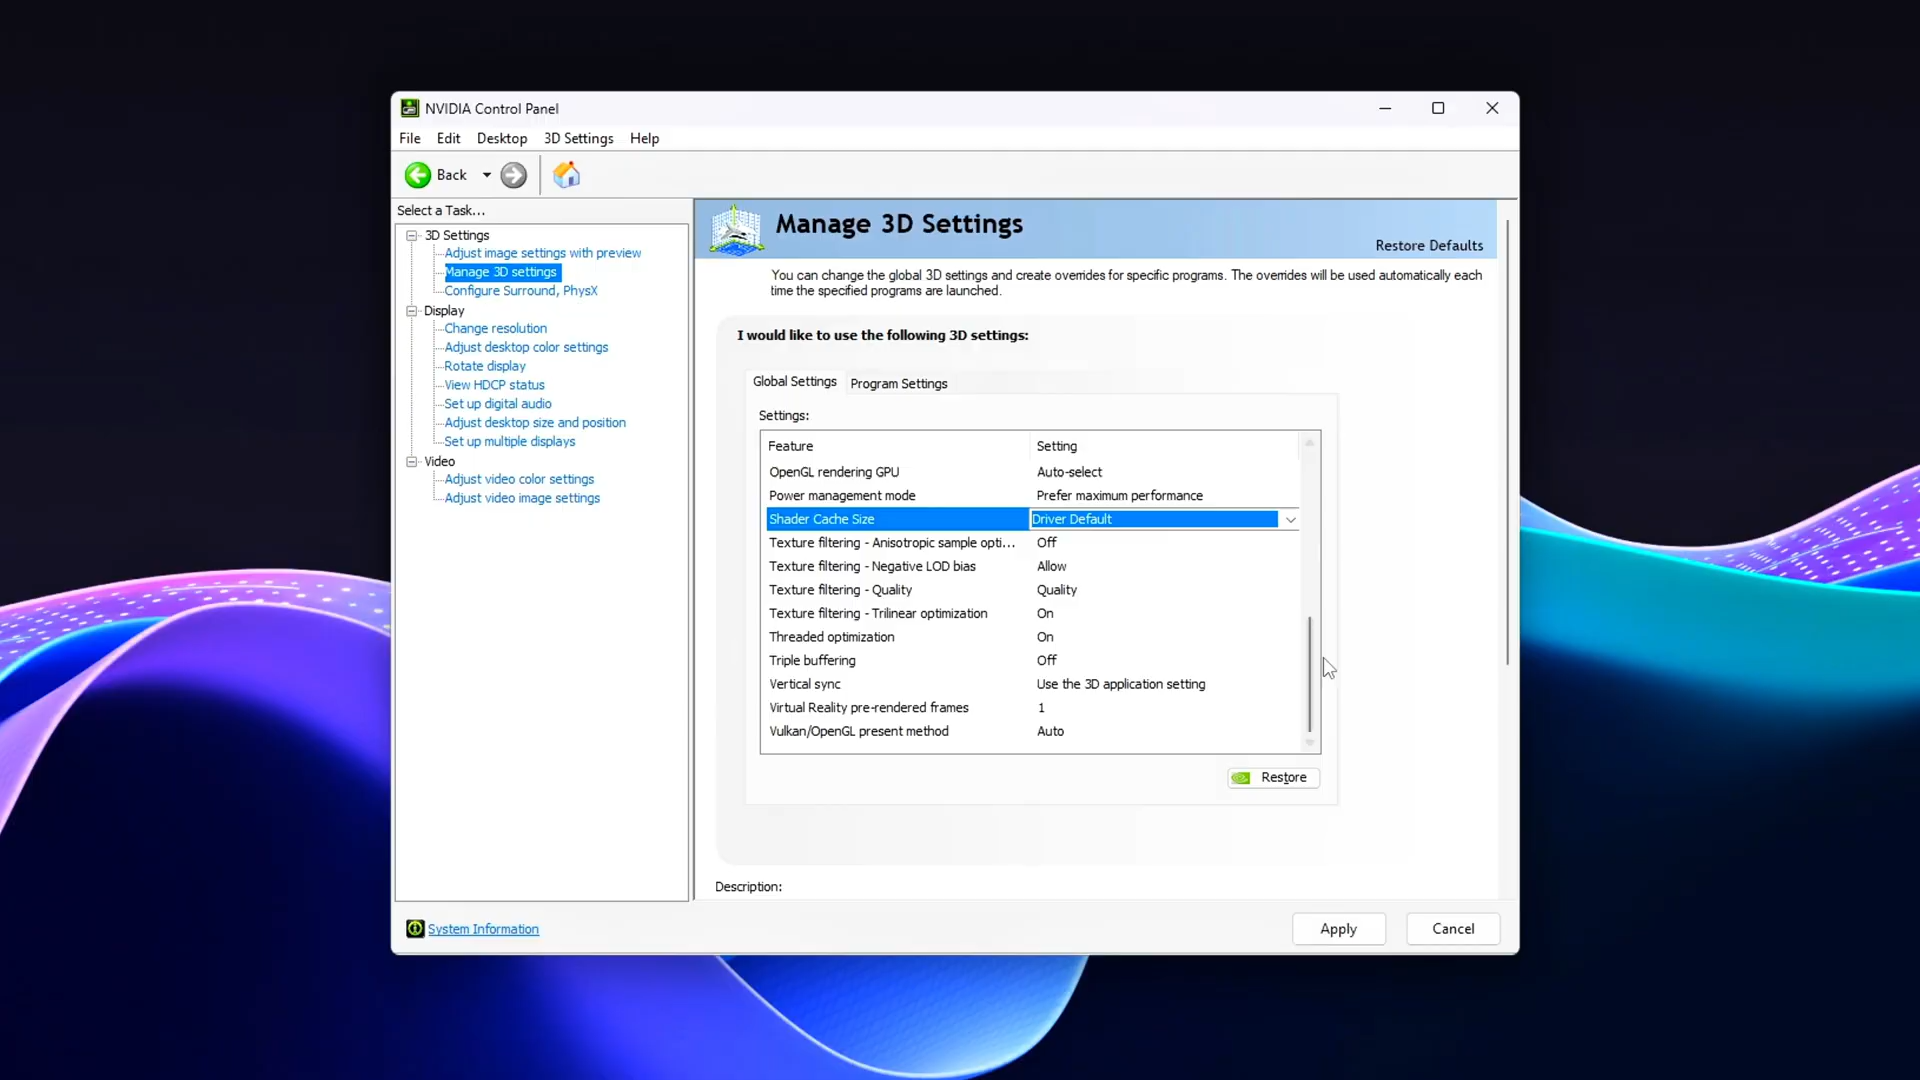 NVIDIA Control Panel
File Edit Desktop 3D Settings Help
Back
Select a Task...
3D Settings
Adjust image settings with preview
Manage 3D settings
Configure Surround, PhysX
Display
Change resolution
Adjust desktop color settings
Rotate display
View HDCP status
Set up digital audio
Adjust desktop size and position
Set up multiple displays
Video
Adjust video color settings
Adjust video image settings
System Information
Manage 3D Settings
Restore Defaults
You can change the global 3D settings and create overrides for specific programs. The overrides will be used automatically each
time the specified programs are launched.
I would like to use the following 3D settings:
Global Settings Program Settings
Settings:
Feature Setting
OpenGL rendering GPU Auto-select
Power management mode Prefer maximum performance
Shader Cache Size Driver Default
Texture filtering - Anisotropic sample opti... Off
Texture filtering - Negative LOD bias Allow
Texture filtering - Quality Quality
Texture filtering - Trilinear optimization On
Threaded optimization On
Triple buffering Off
Vertical sync Use the 3D application setting
Virtual Reality pre-rendered frames 1
Vulkan/OpenGL present method Auto
Restore
Description:
Apply Cancel